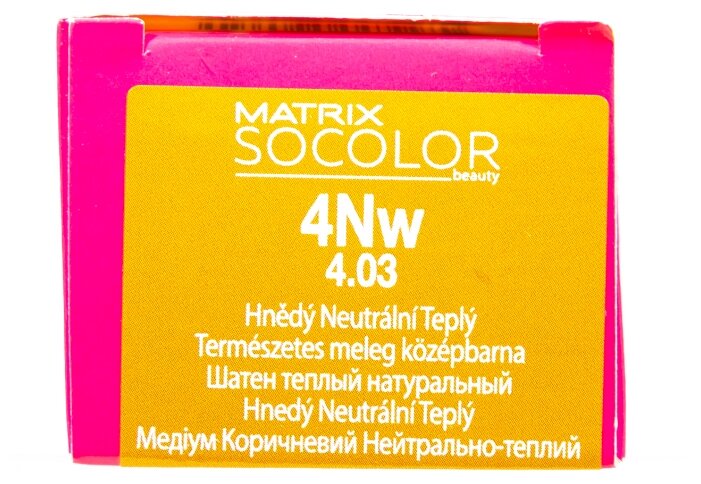 MATRIX
SOCOLOR
beauty
4Nw
4.03
Hnědý Neutrální Teplý
Természetes meleg középbarna
Шатен теплый натуральный
Hnedý Neutrální Teplý
Медіум Коричневий Нейтрально-теплий